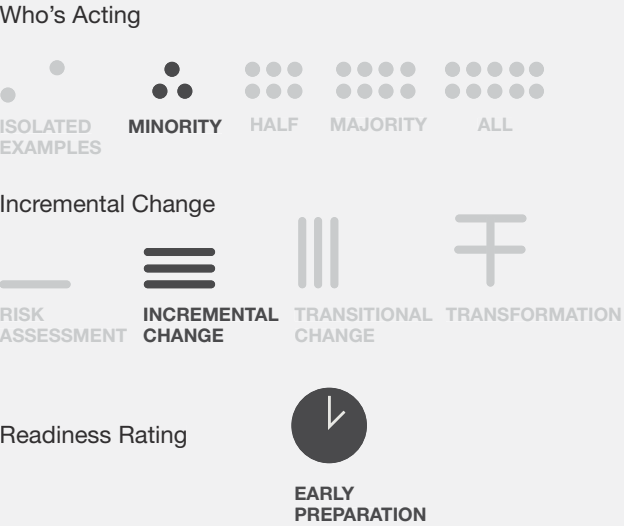 Who’s Acting
ISOLATED
EXAMPLES
MINORITY
HALF
MAJORITY
ALL
Incremental Change
RISK
ASSESSMENT
INCREMENTAL
CHANGE
TRANSITIONAL
CHANGE
TRANSFORMATION
Readiness Rating
EARLY
PREPARATION